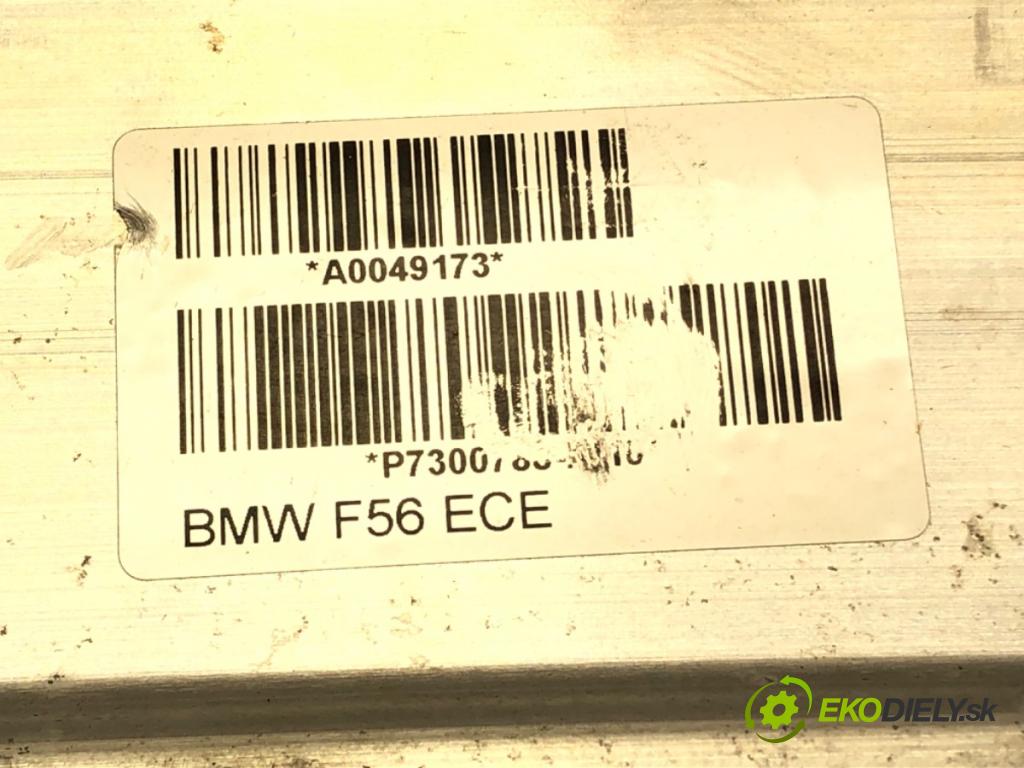 *A0049173*
BMW F56 ECE
EKODIELY.sk